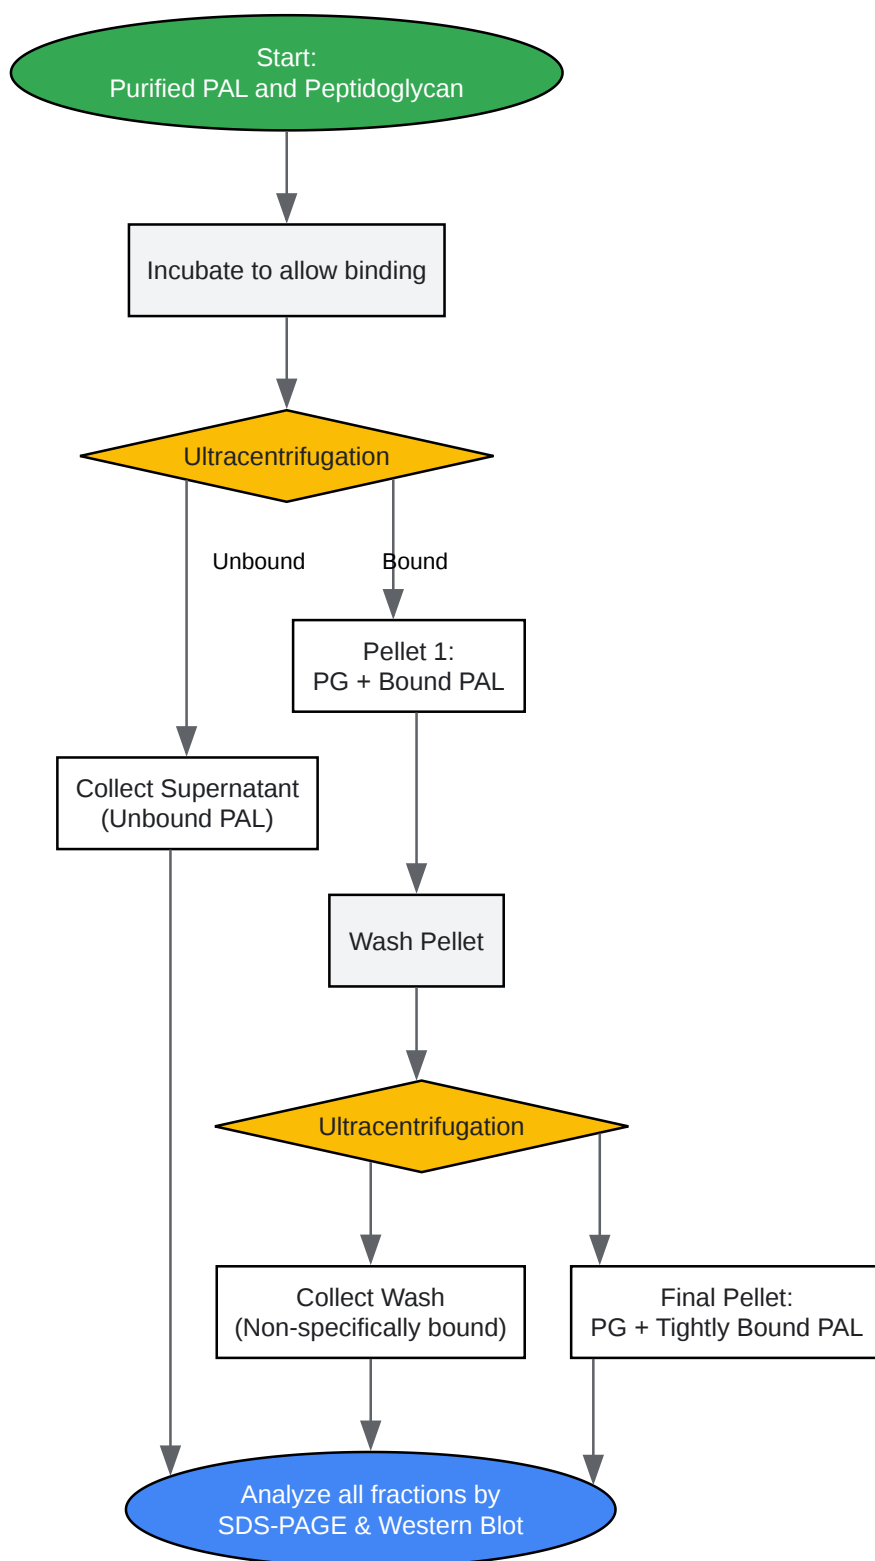 Start:
Purified PAL and Peptidoglycan
Incubate to allow binding
Ultracentrifugation
Unbound
Bound
Pellet 1:
PG + Bound PAL
Collect Supernatant
(Unbound PAL)
Wash Pellet
Ultracentrifugation
Collect Wash
(Non-specifically bound)
Final Pellet:
PG + Tightly Bound PAL
Analyze all fractions by
SDS-PAGE & Western Blot